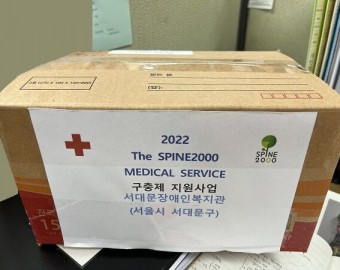 2022
The SPINE2000
SPINE
2000
MEDICAL SERVICE
구충제 지원사업
서대문장애인복지관
(서울시 서대문구)
15